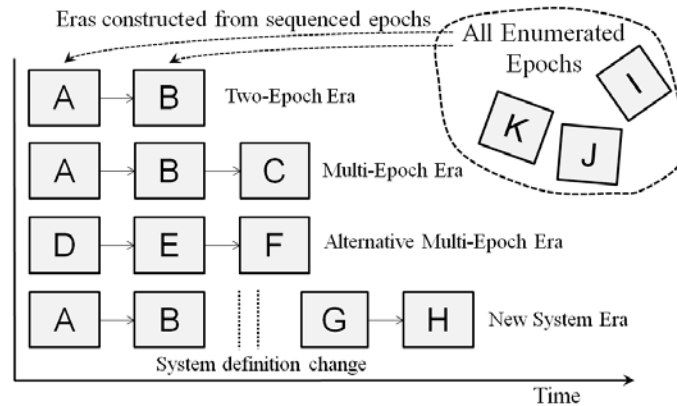 Eras constructed from sequenced epochs
All Enumerated
Epochs
I
K
J
A B Two-Epoch Era
A B C Multi-Epoch Era
D E F Alternative Multi-Epoch Era
A B G H New System Era
System definition change
Time